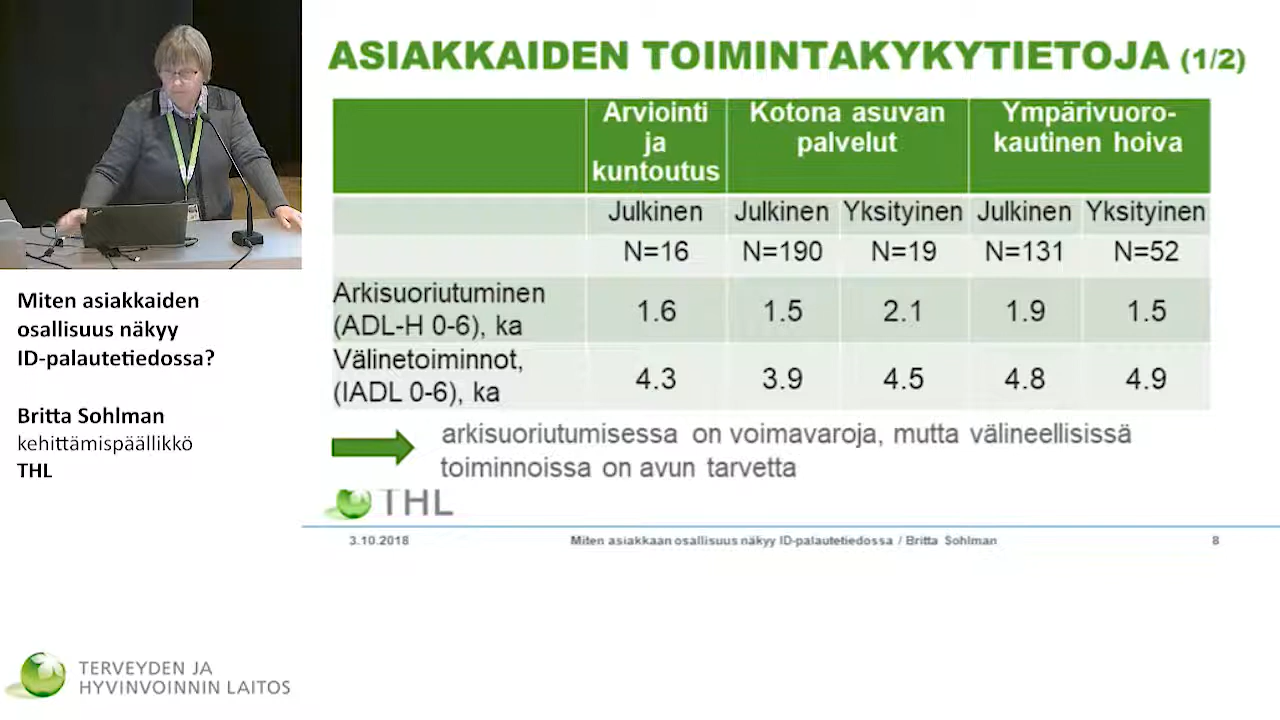 ASIAKKAIDEN TOIMINTAKYKYTIETOJA (1/2)
Arviointi ja kuntoutus
Kotona asuvan palvelut
Ympärivuoro-kautinen hoiva
Julkinen Julkinen Yksityinen Julkinen Yksityinen
N=16 N=190 N=19 N=131 N=52
Arkisuoriutuminen (ADL-H 0-6), ka 1.6 1.5 2.1 1.9 1.5
Välinetoiminnot, (IADL 0-6), ka 4.3 3.9 4.5 4.8 4.9
arkisuoriutumisessa on voimavaroja, mutta välineellisissä
toiminnoissa on avun tarvetta
THL
3.10.2018 Miten asiakkaan osallisuus näkyy ID-palautetiedossa / Britta Sohlman 8
Miten asiakkaiden
osallisuus näkyy
ID-palautetiedossa?
Britta Sohlman
kehittämispäällikkö
THL
TERVEYDEN JA
HYVINVOINNIN LAITOS